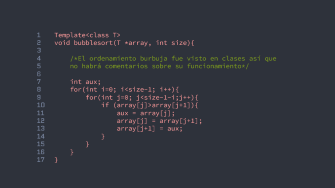 1 Template<class T>
2 void bubblesort(T *array, int size){
3
4 /*El ordenamiento burbuja fue visto en clases asi que
5 no habrá comentarios sobre su funcionamiento*/
6
7 int aux;
8 for(int i=0; i<size-1; i++){
9 for(int j=0; j<size-1-i;j++){
10 if (array[j]>array[j+1]){
11 aux = array[j];
12 array[j] = array[j+1];
13 array[j+1] = aux;
14 }
15 }
16 }
17 }